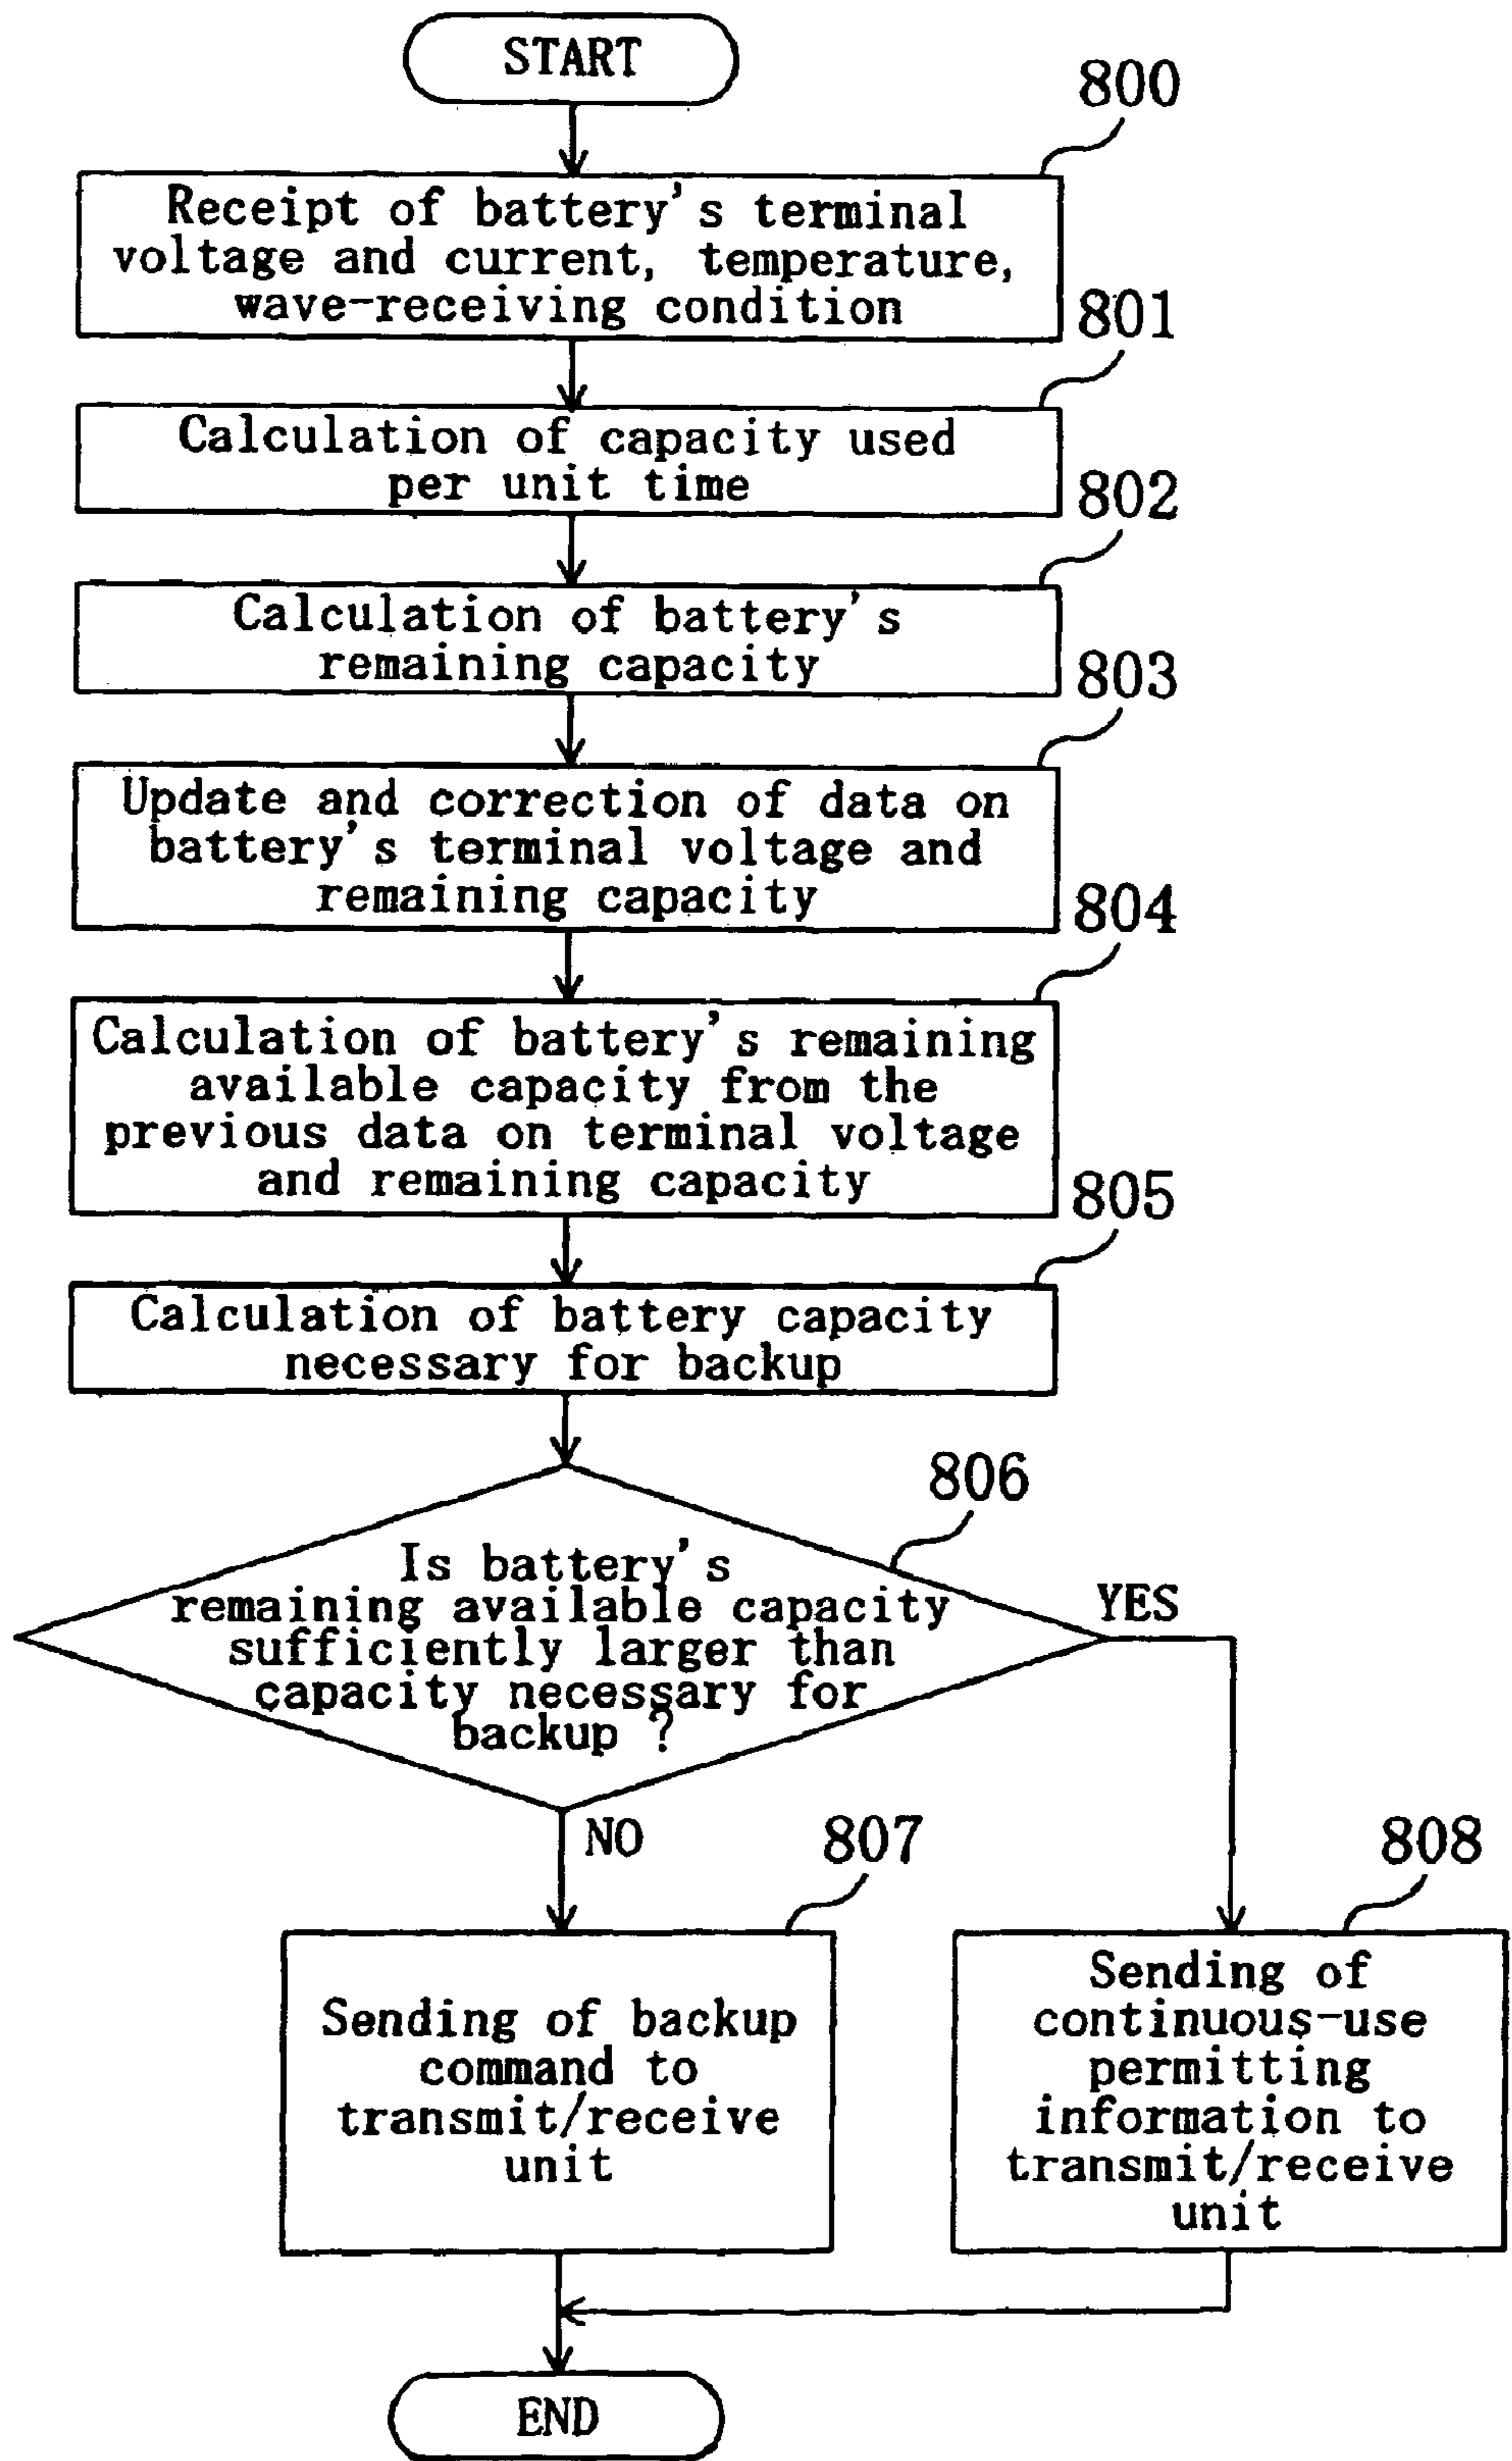 START
800
Receipt of battery's terminal
voltage and current, temperature,
wave-receiving condition
801
Calculation of capacity used
per unit time
802
Calculation of battery's
remaining capacity
803
Update and correction of data on
battery's terminal voltage and
remaining capacity
804
Calculation of battery's remaining
available capacity from the
previous data on terminal voltage
and remaining capacity
805
Calculation of battery capacity
necessary for backup
806
Is battery's
remaining available capacity
sufficiently larger than
capacity necessary for
backup ?
YES
NO
807
Sending of backup
command to
transmit/receive
unit
808
Sending of
continuous-use
permitting
information to
transmit/receive
unit
END